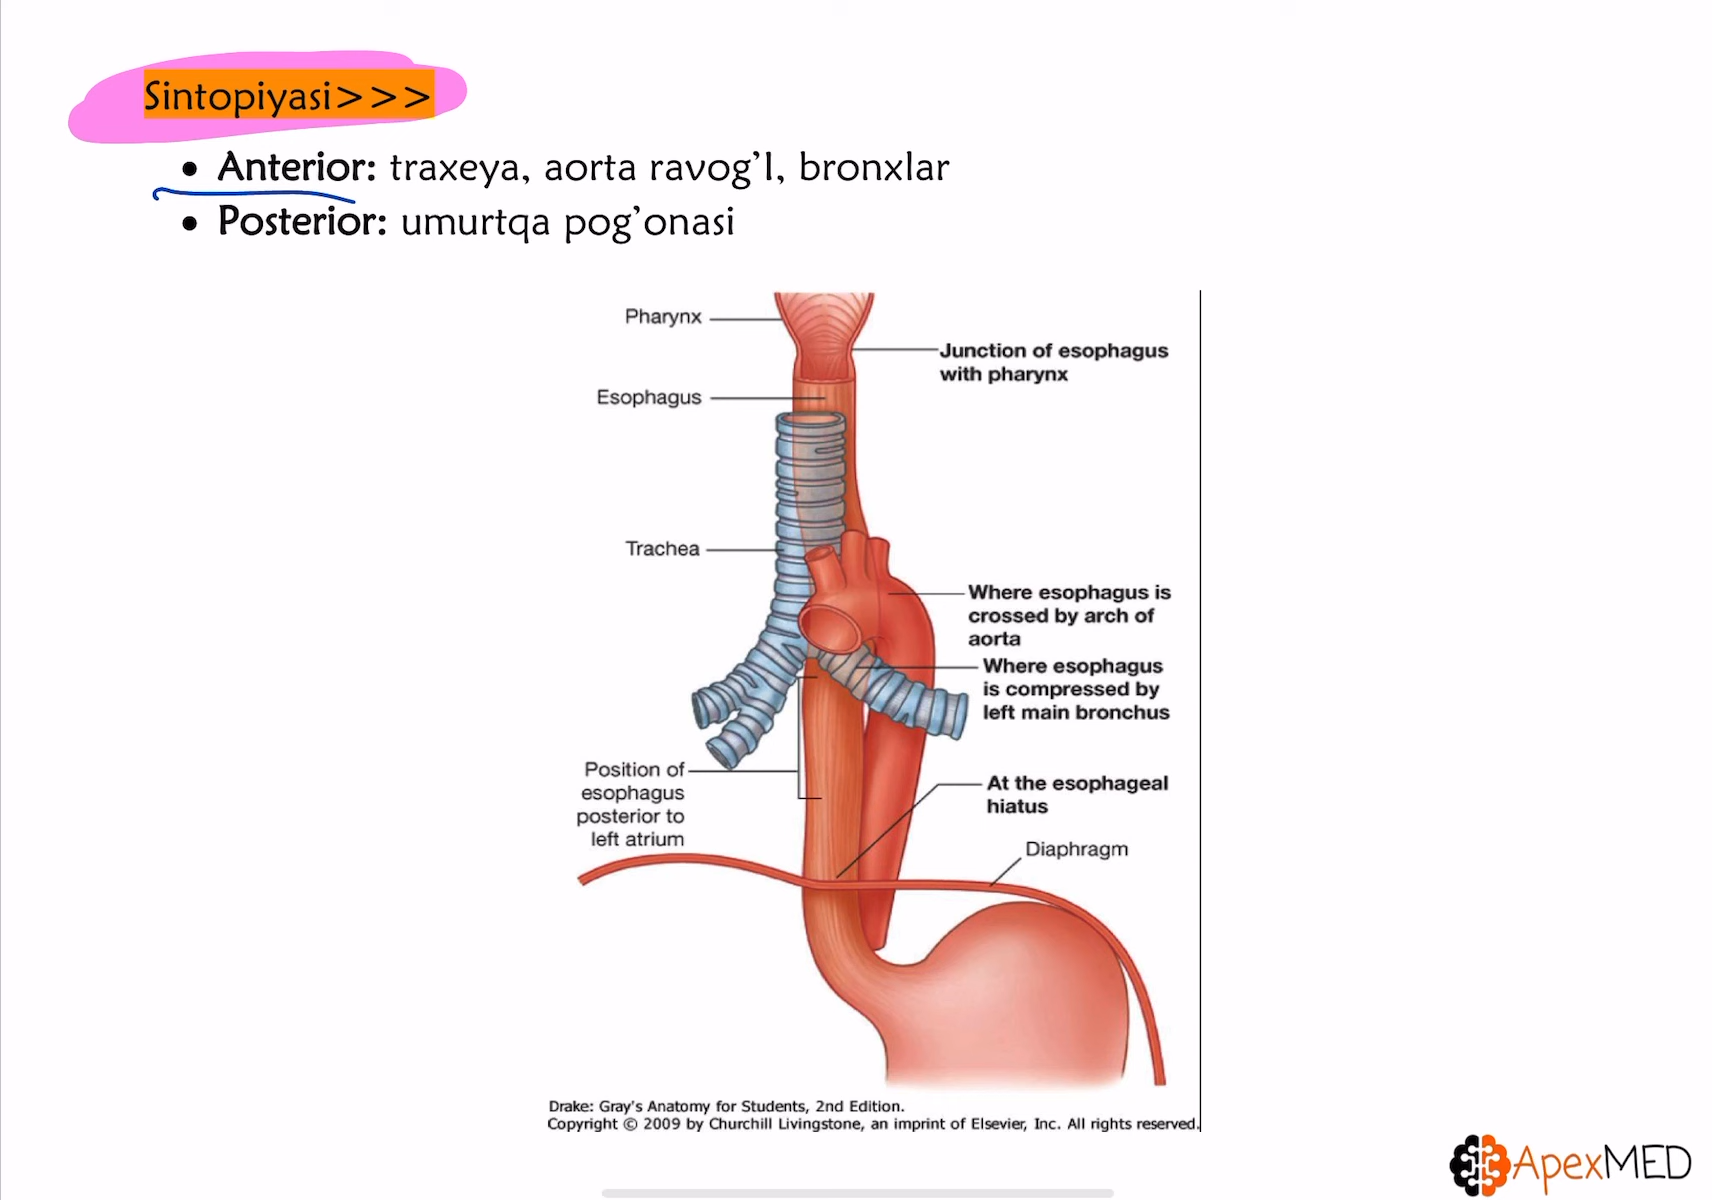 Sintopiyasi>>>
• Anterior: traxeya, aorta ravog’l, bronxlar
• Posterior: umurtqa pog’onasi
Pharynx
Junction of esophagus
with pharynx
Esophagus
Trachea
Where esophagus is
crossed by arch of
aorta
Where esophagus
is compressed by
left main bronchus
Position of
esophagus
posterior to
left atrium
At the esophageal
hiatus
Diaphragm
Drake: Gray's Anatomy for Students, 2nd Edition.
Copyright © 2009 by Churchill Livingstone, an imprint of Elsevier, Inc. All rights reserved.
ApexMED